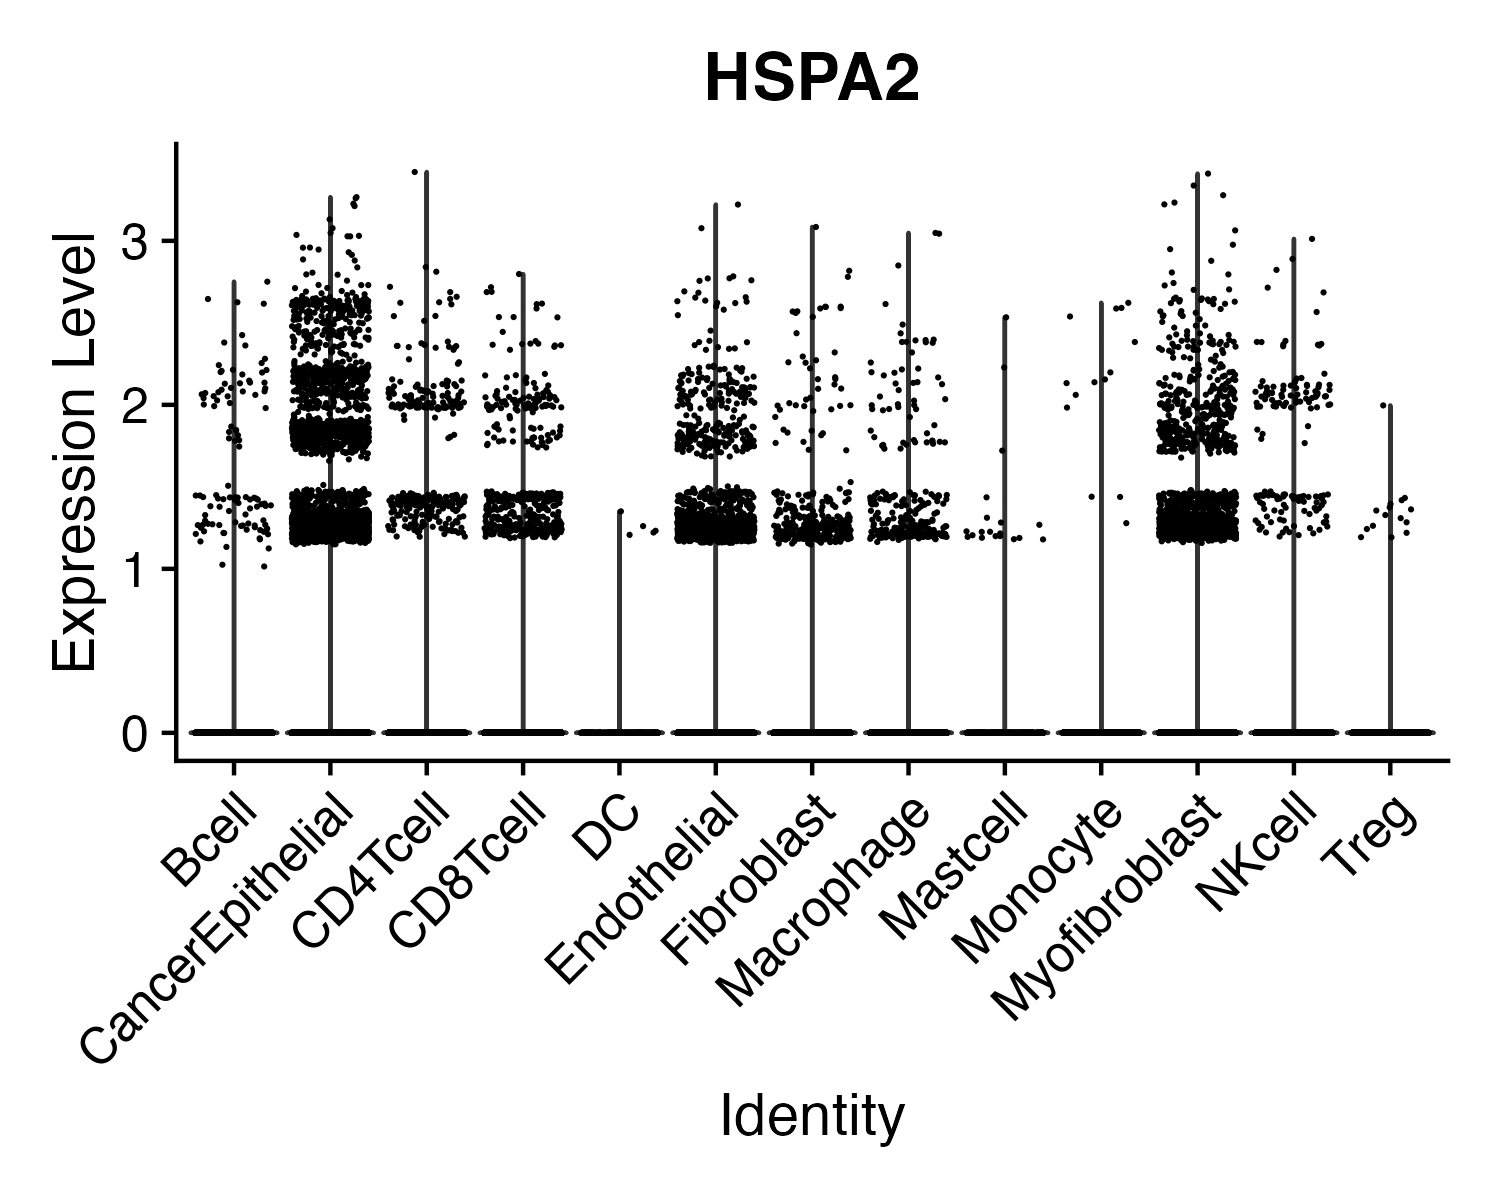 HSPA2
Expression Level
3
2
1
0
Bcell
CancerEpithelial
CD4Tcell
CD8Tcell
DC
Endothelial
Fibroblast
Macrophage
Mastcell
Monocyte
Myofibroblast
NKcell
Treg
Identity